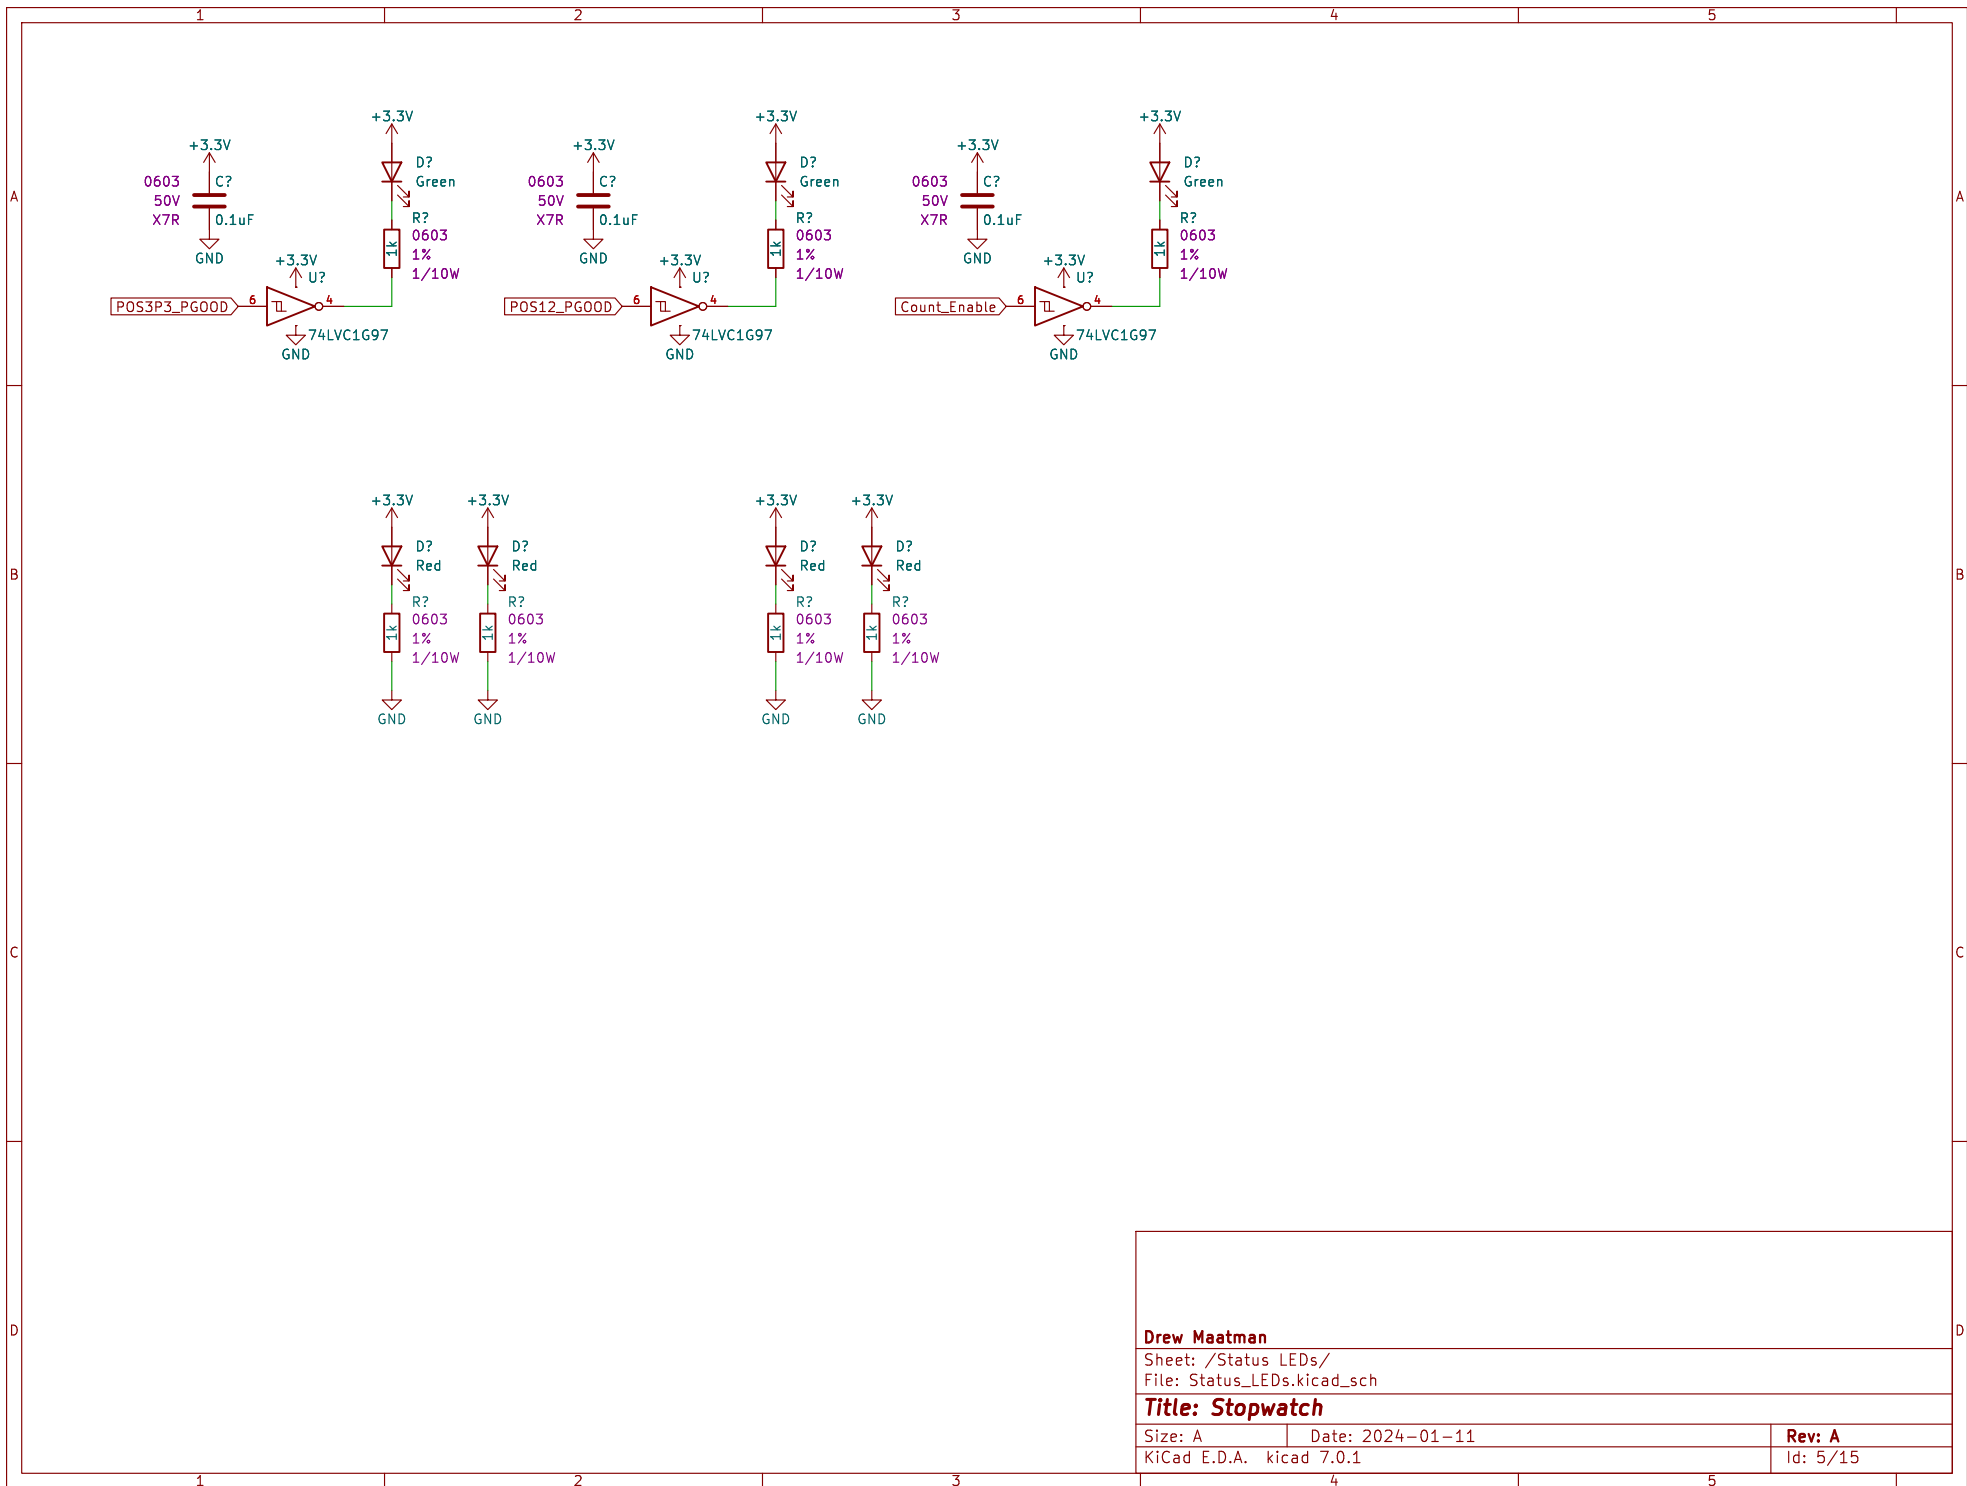 1 2 3 4 5
A A
+3.3V +3.3V +3.3V
+3.3V +3.3V +3.3V
D? D? D?
0603 C? Green 0603 C? Green 0603 C? Green
50V 50V 50V
X7R 0.1uF R? X7R 0.1uF R? X7R 0.1uF R?
1k 0603 1k 0603 1k 0603
GND 1% GND 1% GND 1%
+3.3V +3.3V +3.3V
U? 1/10W U? 1/10W U? 1/10W
POS3P3_PGOOD 6 4 POS12_PGOOD 6 4 Count_Enable 6 4
74LVC1G97 74LVC1G97 74LVC1G97
GND GND GND
B B
+3.3V +3.3V +3.3V +3.3V
D? D? D? D?
Red Red Red Red
R? R? R? R?
0603 0603 0603 0603
1k 1% 1k 1% 1k 1% 1k 1%
1/10W 1/10W 1/10W 1/10W
GND GND GND GND
C C
D D
Drew Maatman
Sheet: /Status LEDs/
File: Status_LEDs.kicad_sch
Title: Stopwatch
Size: A Date: 2024-01-11 Rev: A
KiCad E.D.A. kicad 7.0.1 Id: 5/15
1 2 3 4 5